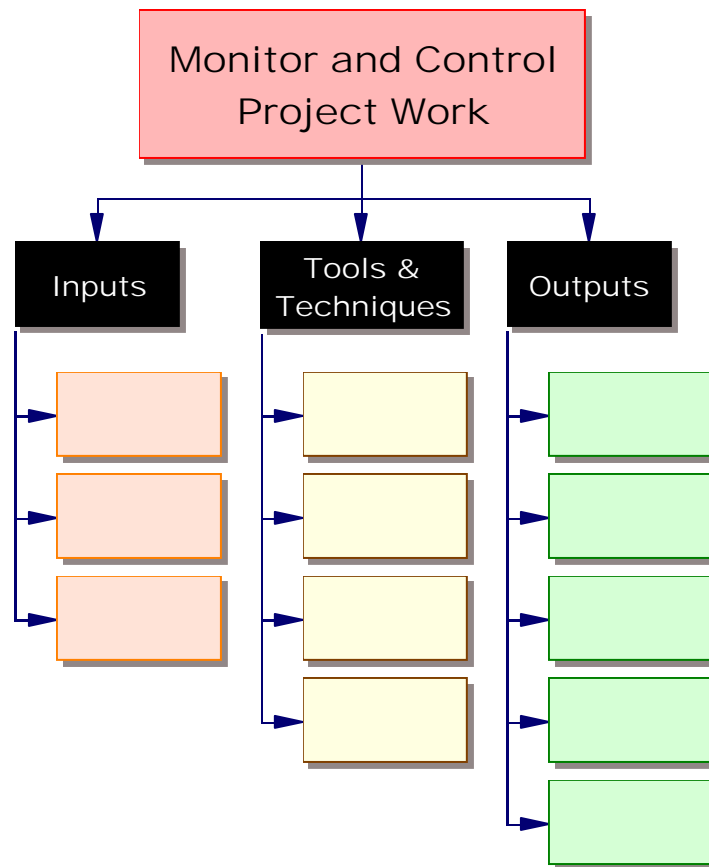 Monitor and Control
Project Work
Inputs
Tools &
Techniques
Outputs